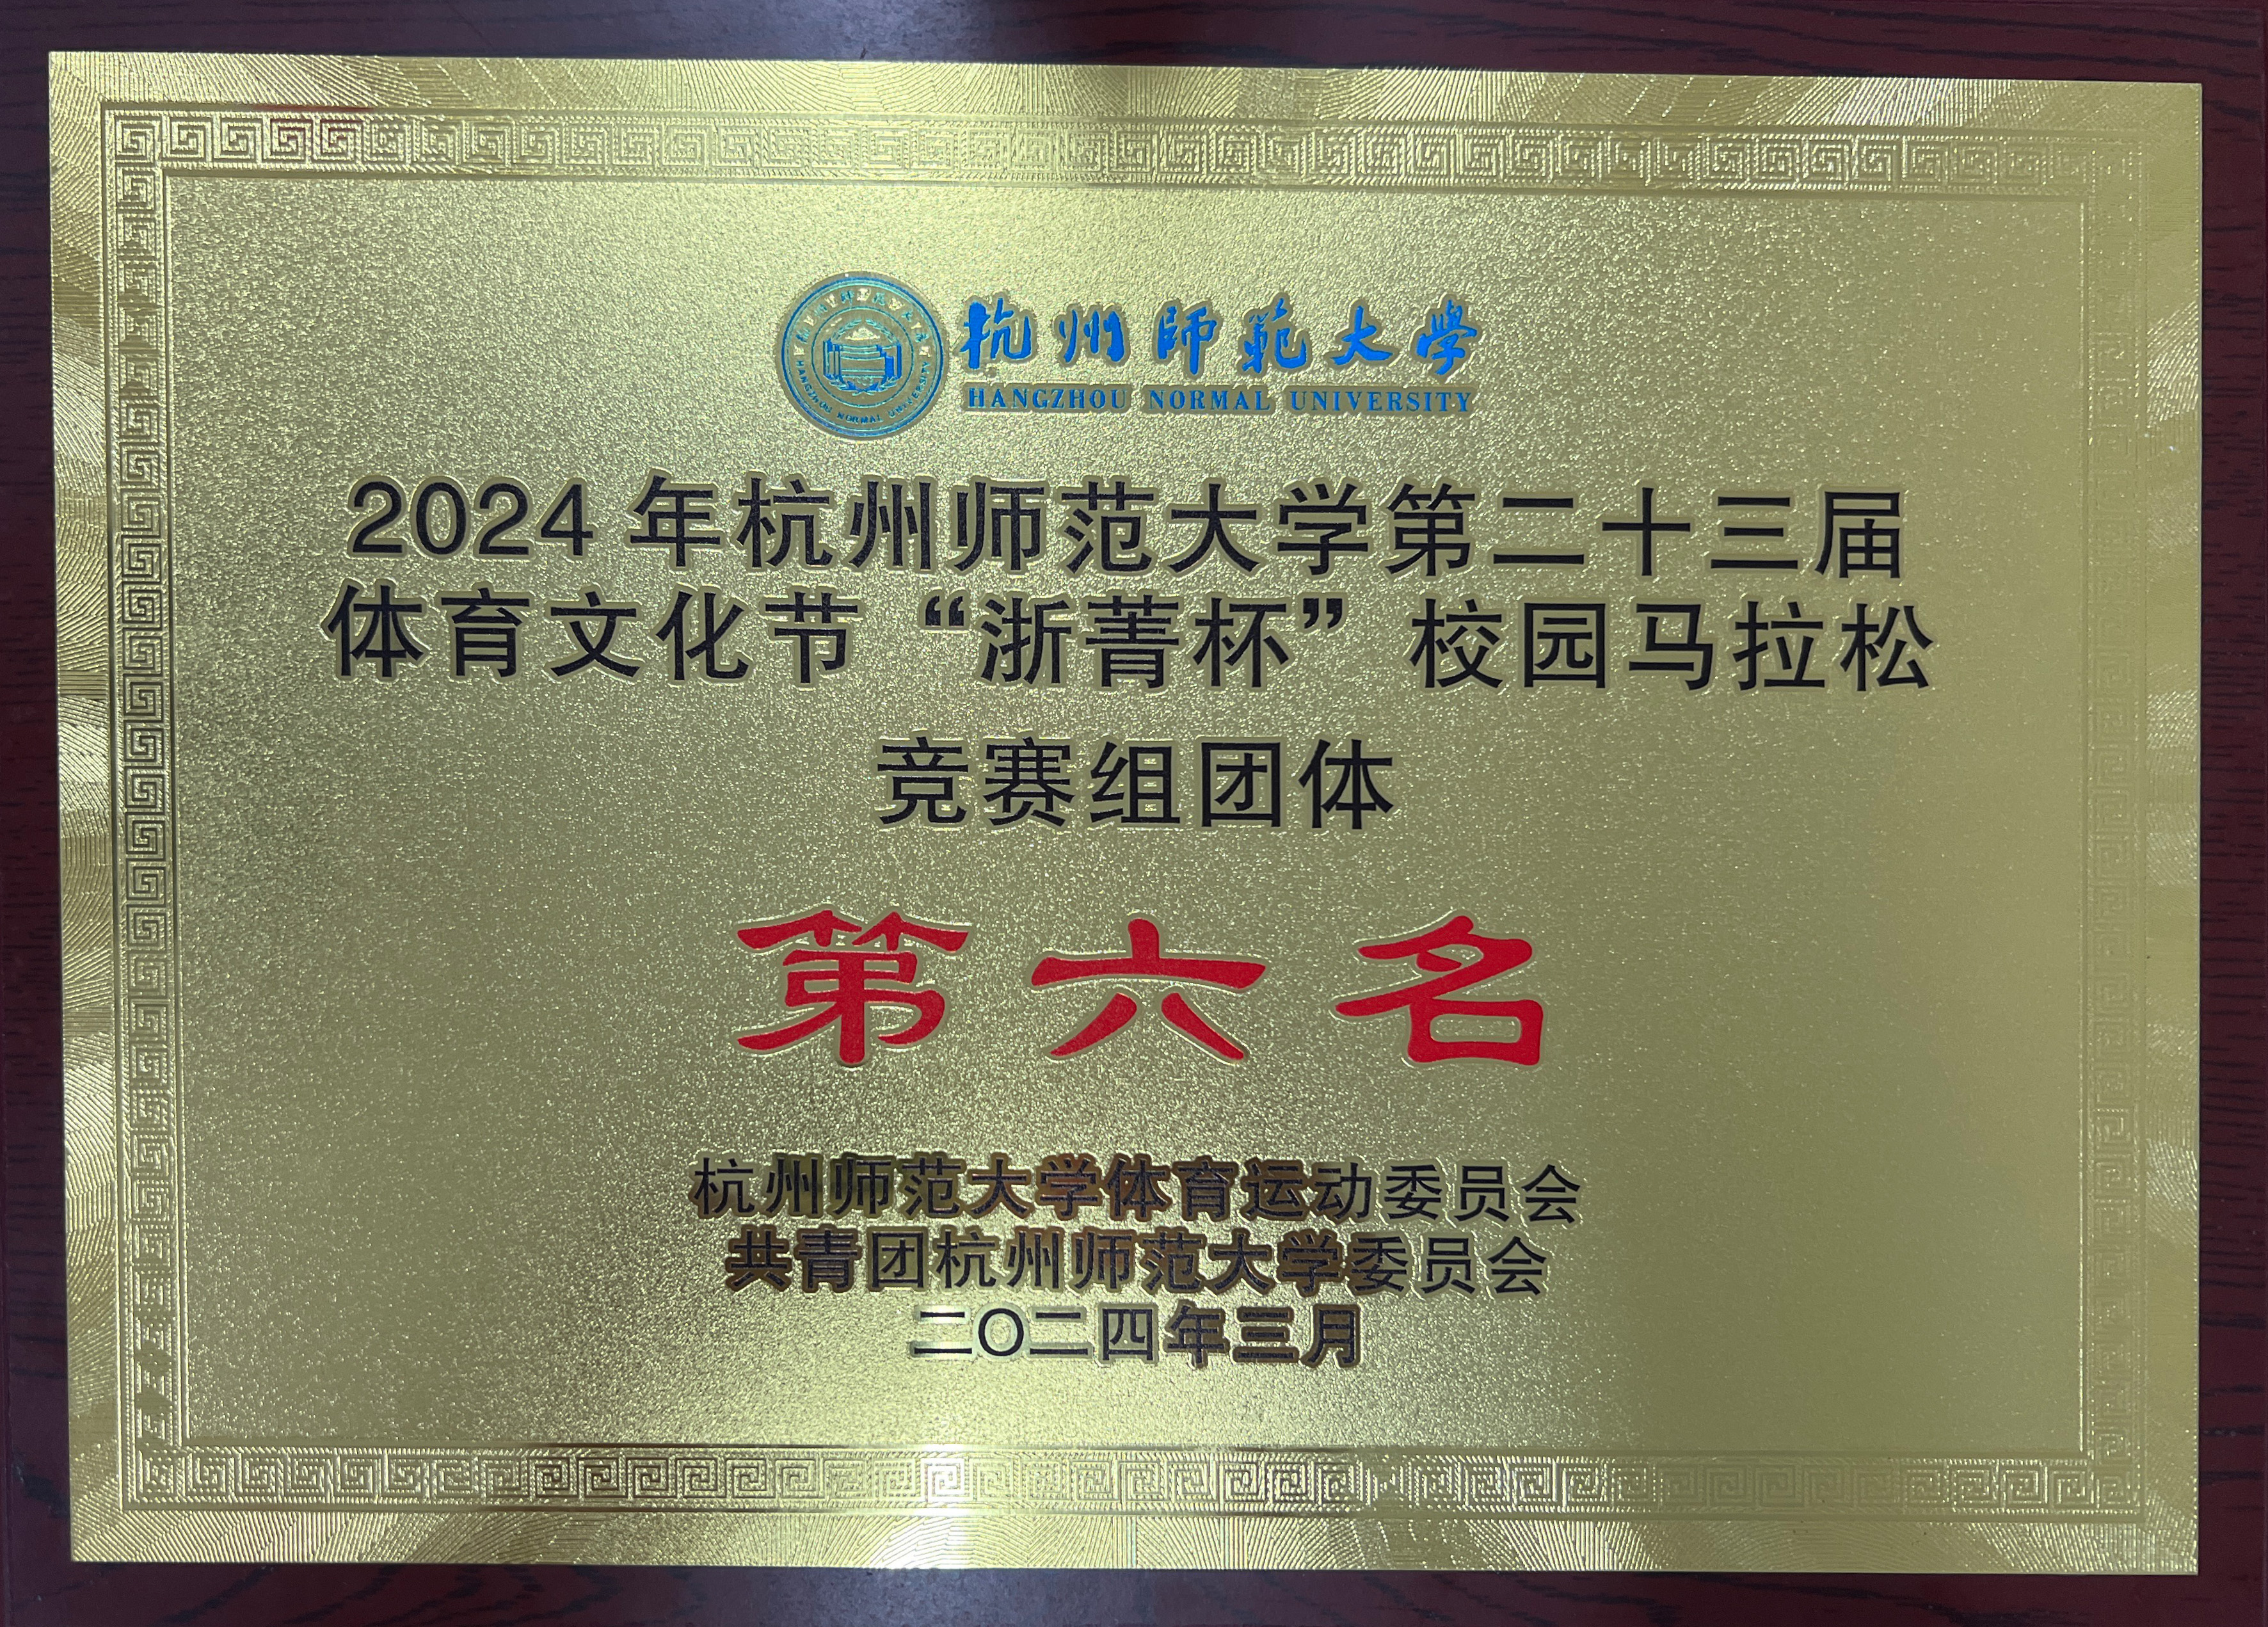 杭州師範大學
HANGZHOU NORMAL UNIVERSITY
HANGZHOU NORMAL UNIVERSITY
2024年杭州师范大学第二十三届
体育文化节“浙菁杯”校园马拉松
竞赛组团体
第六名
杭州师范大学体育运动委员会
共青团杭州师范大学委员会
二〇二四年三月